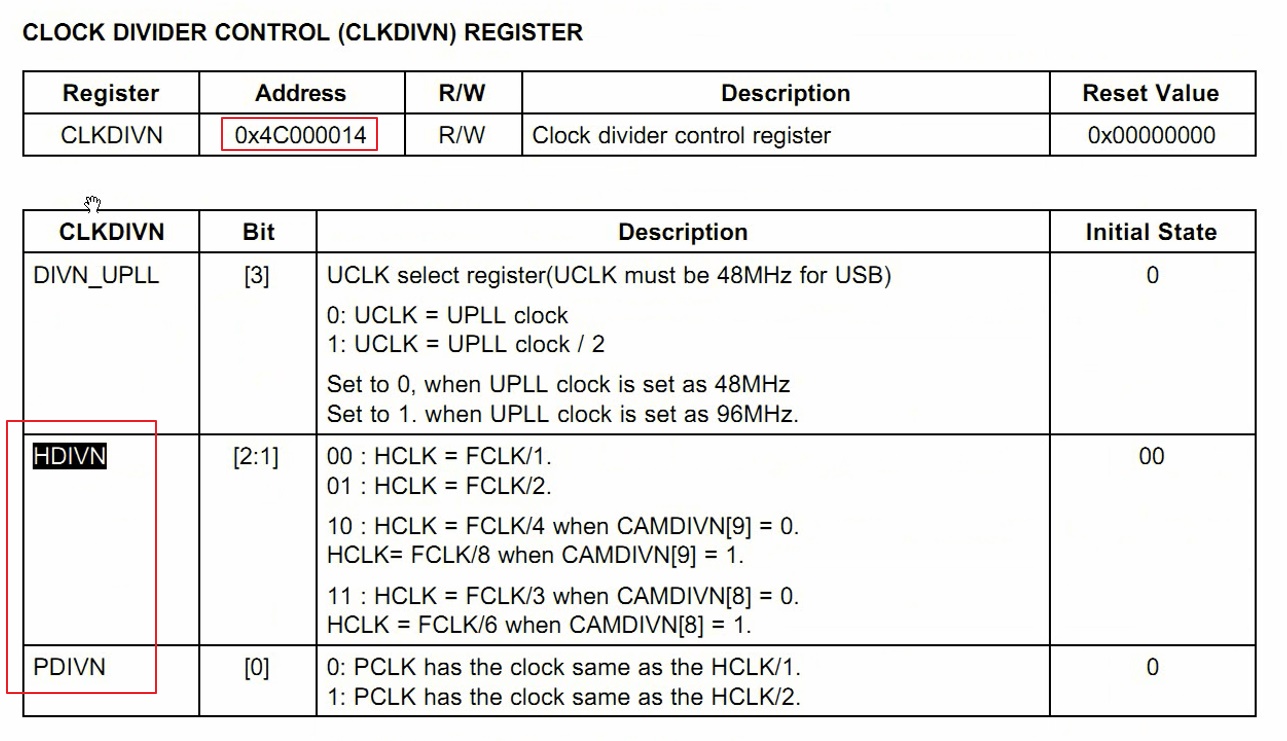 CLOCK DIVIDER CONTROL (CLKDIVN) REGISTER
Register Address R/W Description Reset Value
CLKDIVN 0x4C000014 R/W Clock divider control register 0x00000000
CLKDIVN Bit Description Initial State
DIVN_UPLL [3] UCLK select register(UCLK must be 48MHz for USB) 0
0: UCLK = UPLL clock
1: UCLK = UPLL clock / 2
Set to 0, when UPLL clock is set as 48MHz
Set to 1. when UPLL clock is set as 96MHz.
HDIVN [2:1] 00 : HCLK = FCLK/1. 00
01 : HCLK = FCLK/2.
10 : HCLK = FCLK/4 when CAMDIVN[9] = 0.
HCLK= FCLK/8 when CAMDIVN[9] = 1.
11 : HCLK = FCLK/3 when CAMDIVN[8] = 0.
HCLK = FCLK/6 when CAMDIVN[8] = 1.
PDIVN [0] 0: PCLK has the clock same as the HCLK/1. 0
1: PCLK has the clock same as the HCLK/2.